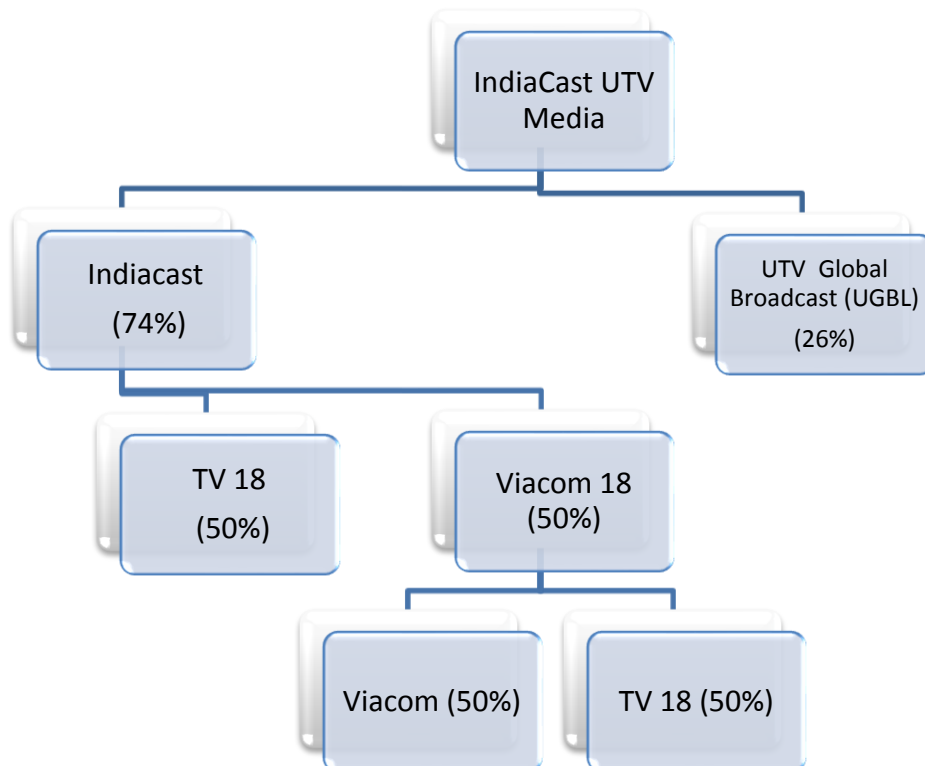 IndiaCast UTV
Media
Indiacast
(74%)
UTV Global
Broadcast (UGBL)
(26%)
TV 18
(50%)
Viacom 18
(50%)
Viacom (50%)
TV 18 (50%)